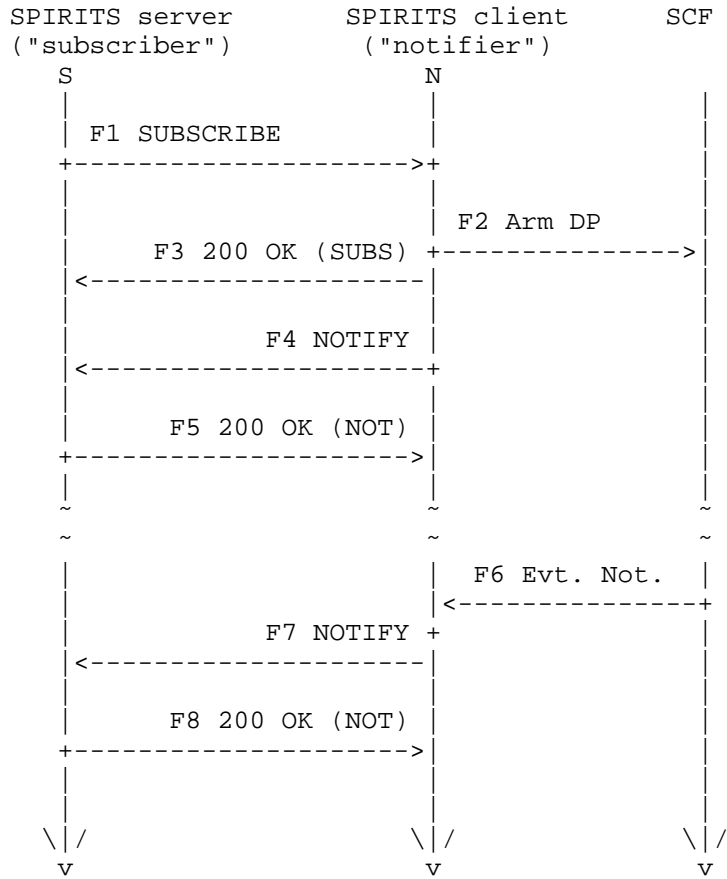 SPIRITS server SPIRITS client SCF
("subscriber") ("notifier")
S N
F1 SUBSCRIBE
F2 Arm DP
F3 200 OK (SUBS)
F4 NOTIFY
F5 200 OK (NOT)
~ ~ ~
~ ~ ~
F6 Evt. Not.
F7 NOTIFY
F8 200 OK (NOT)
v v v